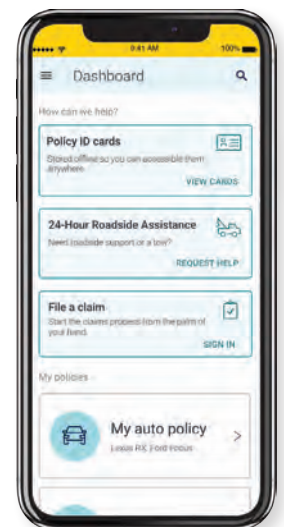 9:41 AM 100%
Dashboard
How can we help?
Policy ID cards
Stored offline so you can accessible them
anywhere.
VIEW CARDS
24-Hour Roadside Assistance
Need roadside support or a tow?
REQUEST HELP
File a claim
Start the claims process from the palm of
your hand.
SIGN IN
My policies
My auto policy
Lexus RX, Ford Focus